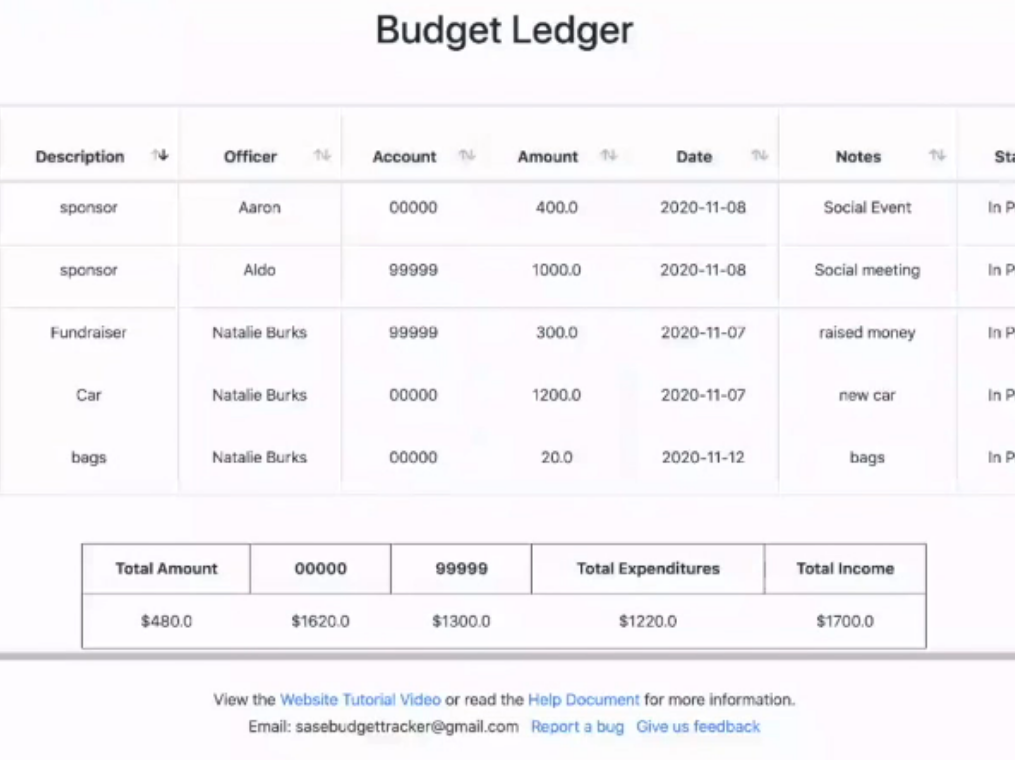 Budget Ledger
Description Officer Account Amount Date Notes Sta
sponsor Aaron 00000 400.0 2020-11-08 Social Event In P
sponsor Aldo 99999 1000.0 2020-11-08 Social meeting In P
Fundraiser Natalie Burks 99999 300.0 2020-11-07 raised money In P
Car Natalie Burks 00000 1200.0 2020-11-07 new car In P
bags Natalie Burks 00000 20.0 2020-11-12 bags In P
Total Amount 00000 99999 Total Expenditures Total Income
$480.0 $1620.0 $1300.0 $1220.0 $1700.0
View the Website Tutorial Video or read the Help Document for more information.
Email: sasebudgettracker@gmail.com Report a bug Give us feedback